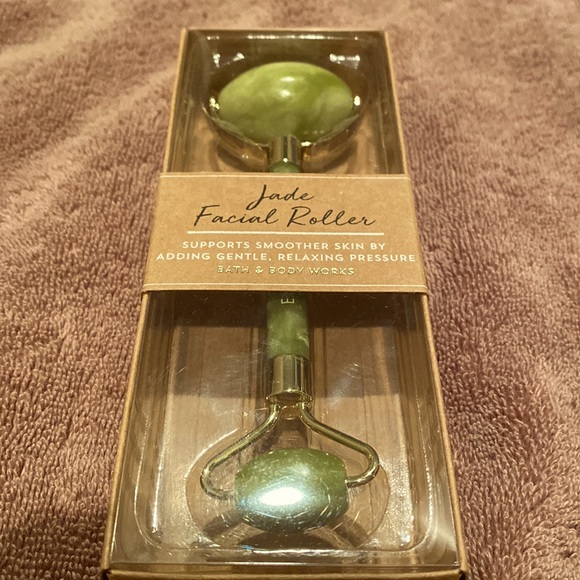 Jade
Facial Roller
SUPPORTS SMOOTHER SKIN BY
ADDING GENTLE, RELAXING PRESSURE
BATH & BODY WORKS